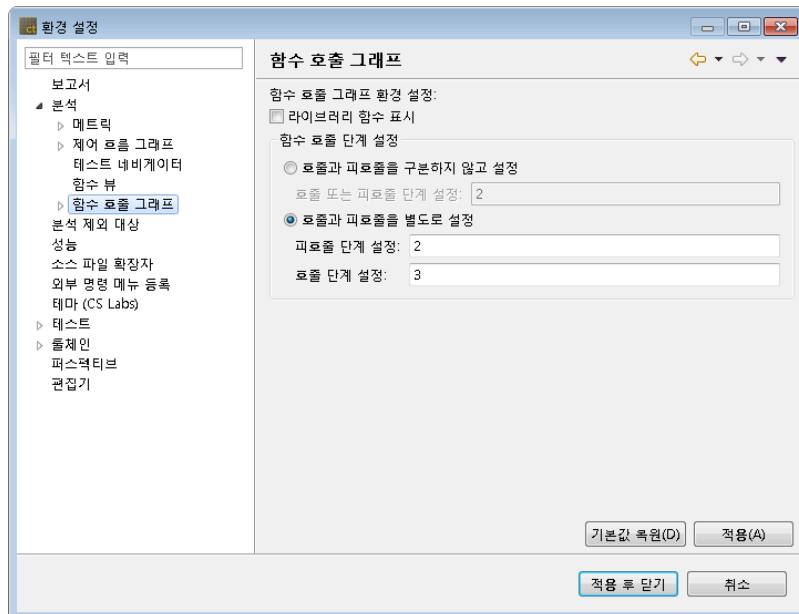 ct 환경 설정
필터 텍스트 입력
보고서
분석
메트릭
제어 흐름 그래프
테스트 네비게이터
함수 뷰
함수 호출 그래프
분석 제외 대상
성능
소스 파일 확장자
외부 명령 메뉴 등록
테마 (CS Labs)
테스트
툴체인
퍼스펙티브
편집기
함수 호출 그래프
함수 호출 그래프 환경 설정:
라이브러리 함수 표시
함수 호출 단계 설정
호출과 피호출을 구분하지 않고 설정
호출 또는 피호출 단계 설정: 2
호출과 피호출을 별도로 설정
피호출 단계 설정: 2
호출 단계 설정: 3
기본값 복원(D) 적용(A)
적용 후 닫기 취소